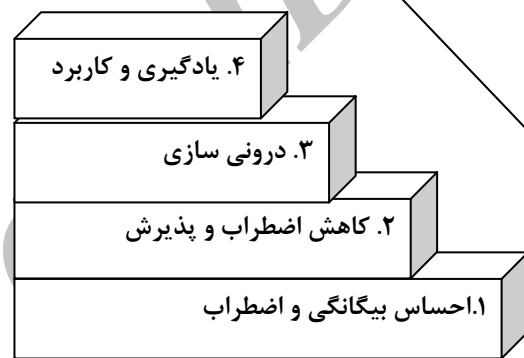 ۴. یادگیری و کاربرد
۳. درونی سازی
۲. کاهش اضطراب و پذیرش
۱.احساس بیگانگی و اضطراب